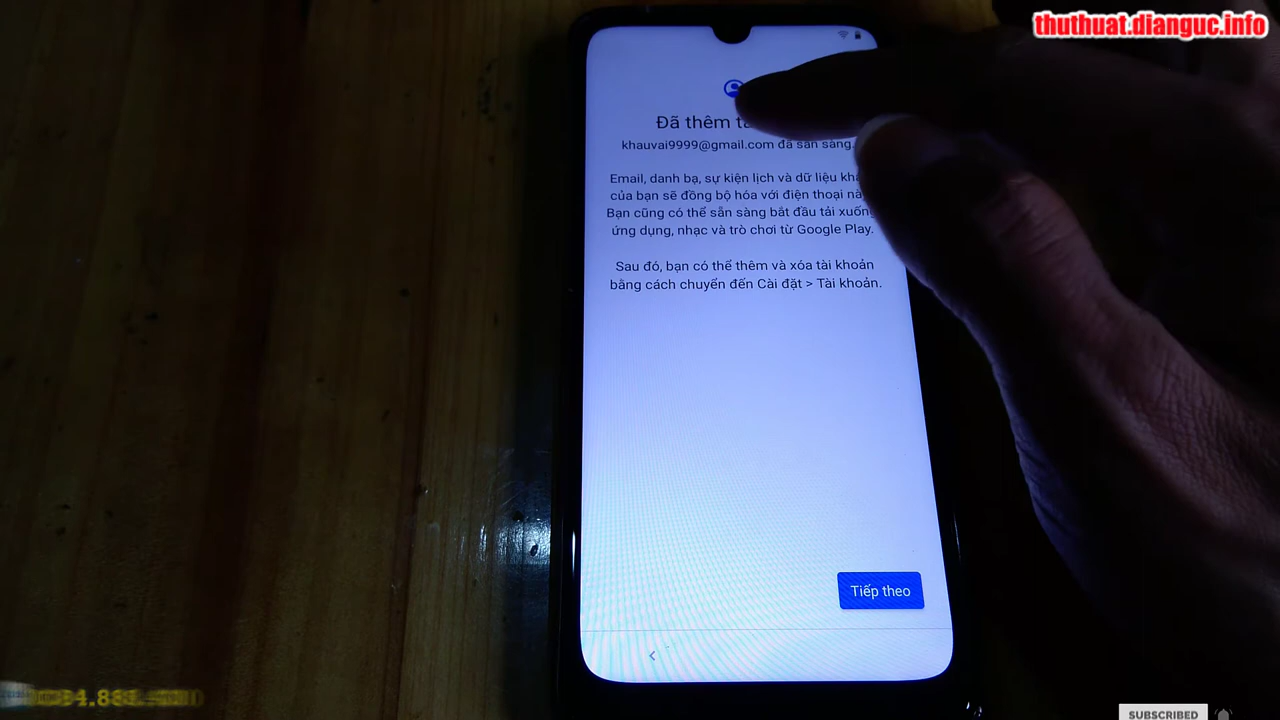 thuthuat.dianguc.info
Đã thêm
khauvai9999@gmail.com đã sẵn sàng.
Email, danh bạ, sự kiện lịch và dữ liệu
của bạn sẽ đồng bộ hóa với điện thoại
Bạn cũng có thể sẵn sàng bắt đầu tải xuống
ứng dụng, nhạc và trò chơi từ Google Play.
Sau đó, bạn có thể thêm và xóa tài khoản
bằng cách chuyển đến Cài đặt > Tài khoản.
Tiếp theo
SUBSCRIBED